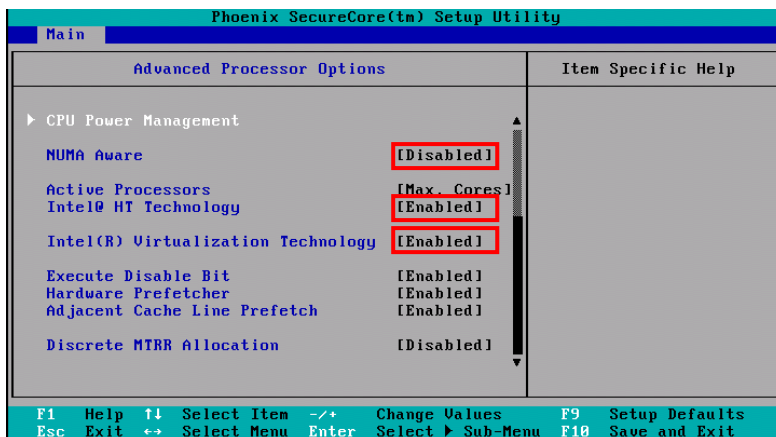 Phoenix SecureCore(tm) Setup Utility
Main
Advanced Processor Options
Item Specific Help
CPU Power Management
NUMA Aware [Disabled]
Active Processors [Max. Cores]
Intel@ HT Technology [Enabled]
Intel(R) Virtualization Technology [Enabled]
Execute Disable Bit [Enabled]
Hardware Prefetcher [Enabled]
Adjacent Cache Line Prefetch [Enabled]
Discrete MTRR Allocation [Disabled]
F1 Help ↑↓ Select Item -/+ Change Values F9 Setup Defaults
Esc Exit ↔ Select Menu Enter Select ▶ Sub-Menu F10 Save and Exit